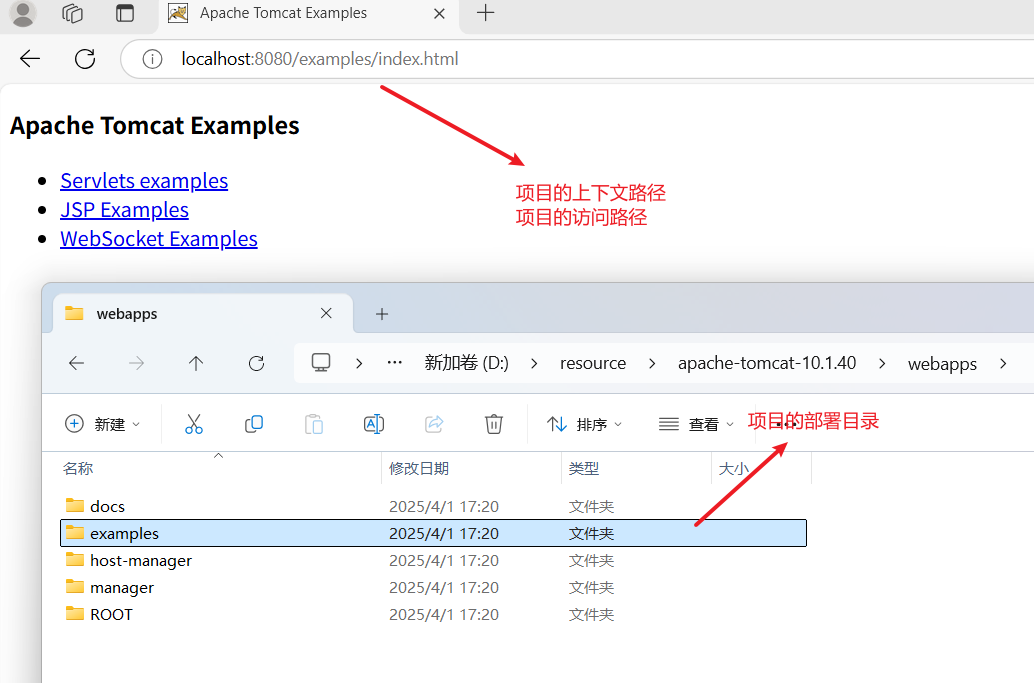 Apache Tomcat Examples
localhost:8080/examples/index.html
Apache Tomcat Examples
Servlets examples
JSP Examples
WebSocket Examples
项目的上下文路径
项目的访问路径
webapps
新加卷 (D:) resource apache-tomcat-10.1.40 webapps
新建 排序 查看
项目的部署目录
名称 修改日期 类型 大小
docs 2025/4/1 17:20 文件夹
examples 2025/4/1 17:20 文件夹
host-manager 2025/4/1 17:20 文件夹
manager 2025/4/1 17:20 文件夹
ROOT 2025/4/1 17:20 文件夹